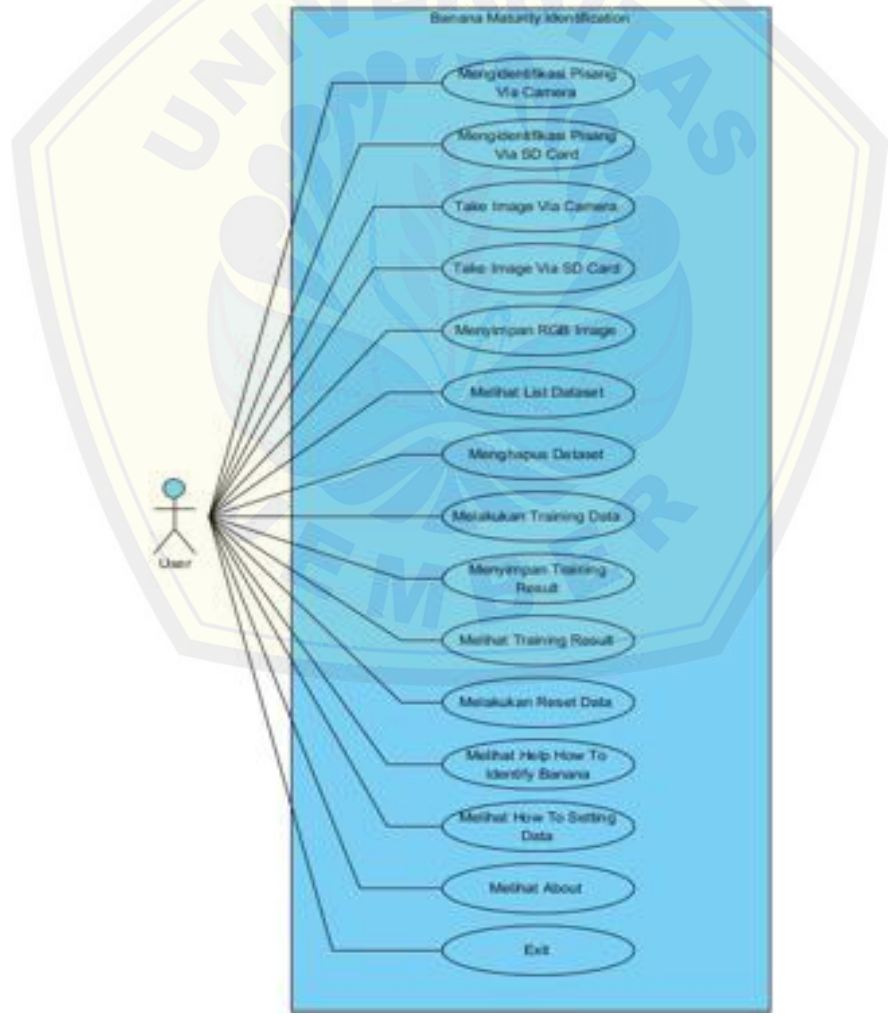 UNIVERSITAS
JEMBER
Banana Maturity Identification
Mengidentifikasi Pisang
Via Camera
Mengidentifikasi Pisang
Via SD Card
Take Image Via Camera
Take Image Via SD Card
Menyimpan RGB Image
Melihat List Dataset
Menghapus Dataset
Melakukan Training Data
User
Menyimpan Training
Result
Melihat Training Result
Melakukan Reset Data
Melihat Help How To
Identify Banana
Melihat How To Setting
Data
Melihat About
Exit